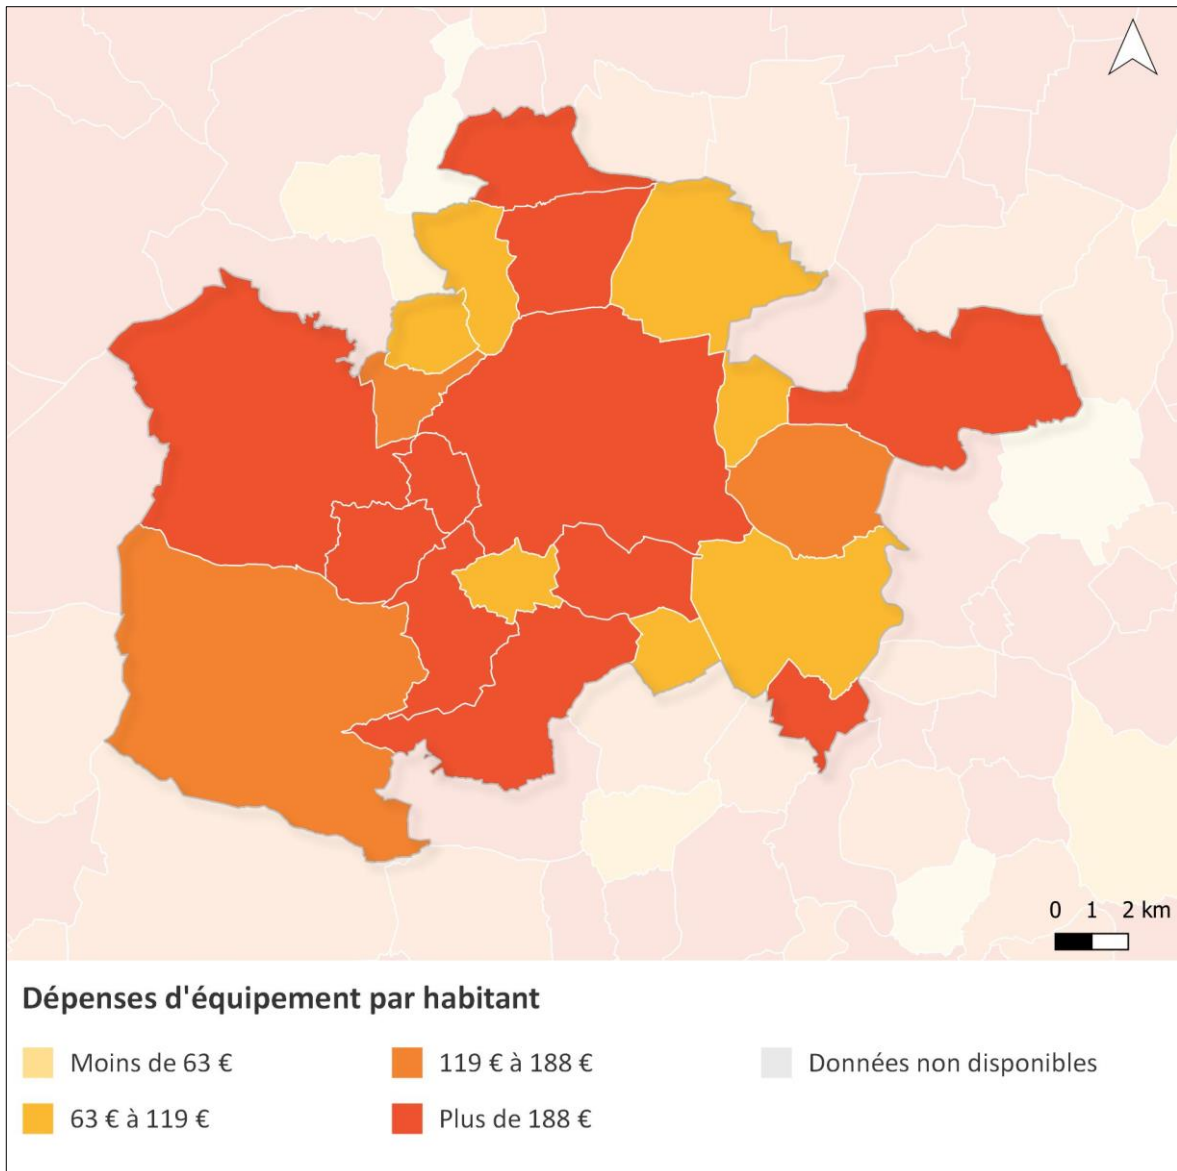 0 1 2 km
Dépenses d'équipement par habitant
Moins de 63 €
119 € à 188 €
Données non disponibles
63 € à 119 €
Plus de 188 €